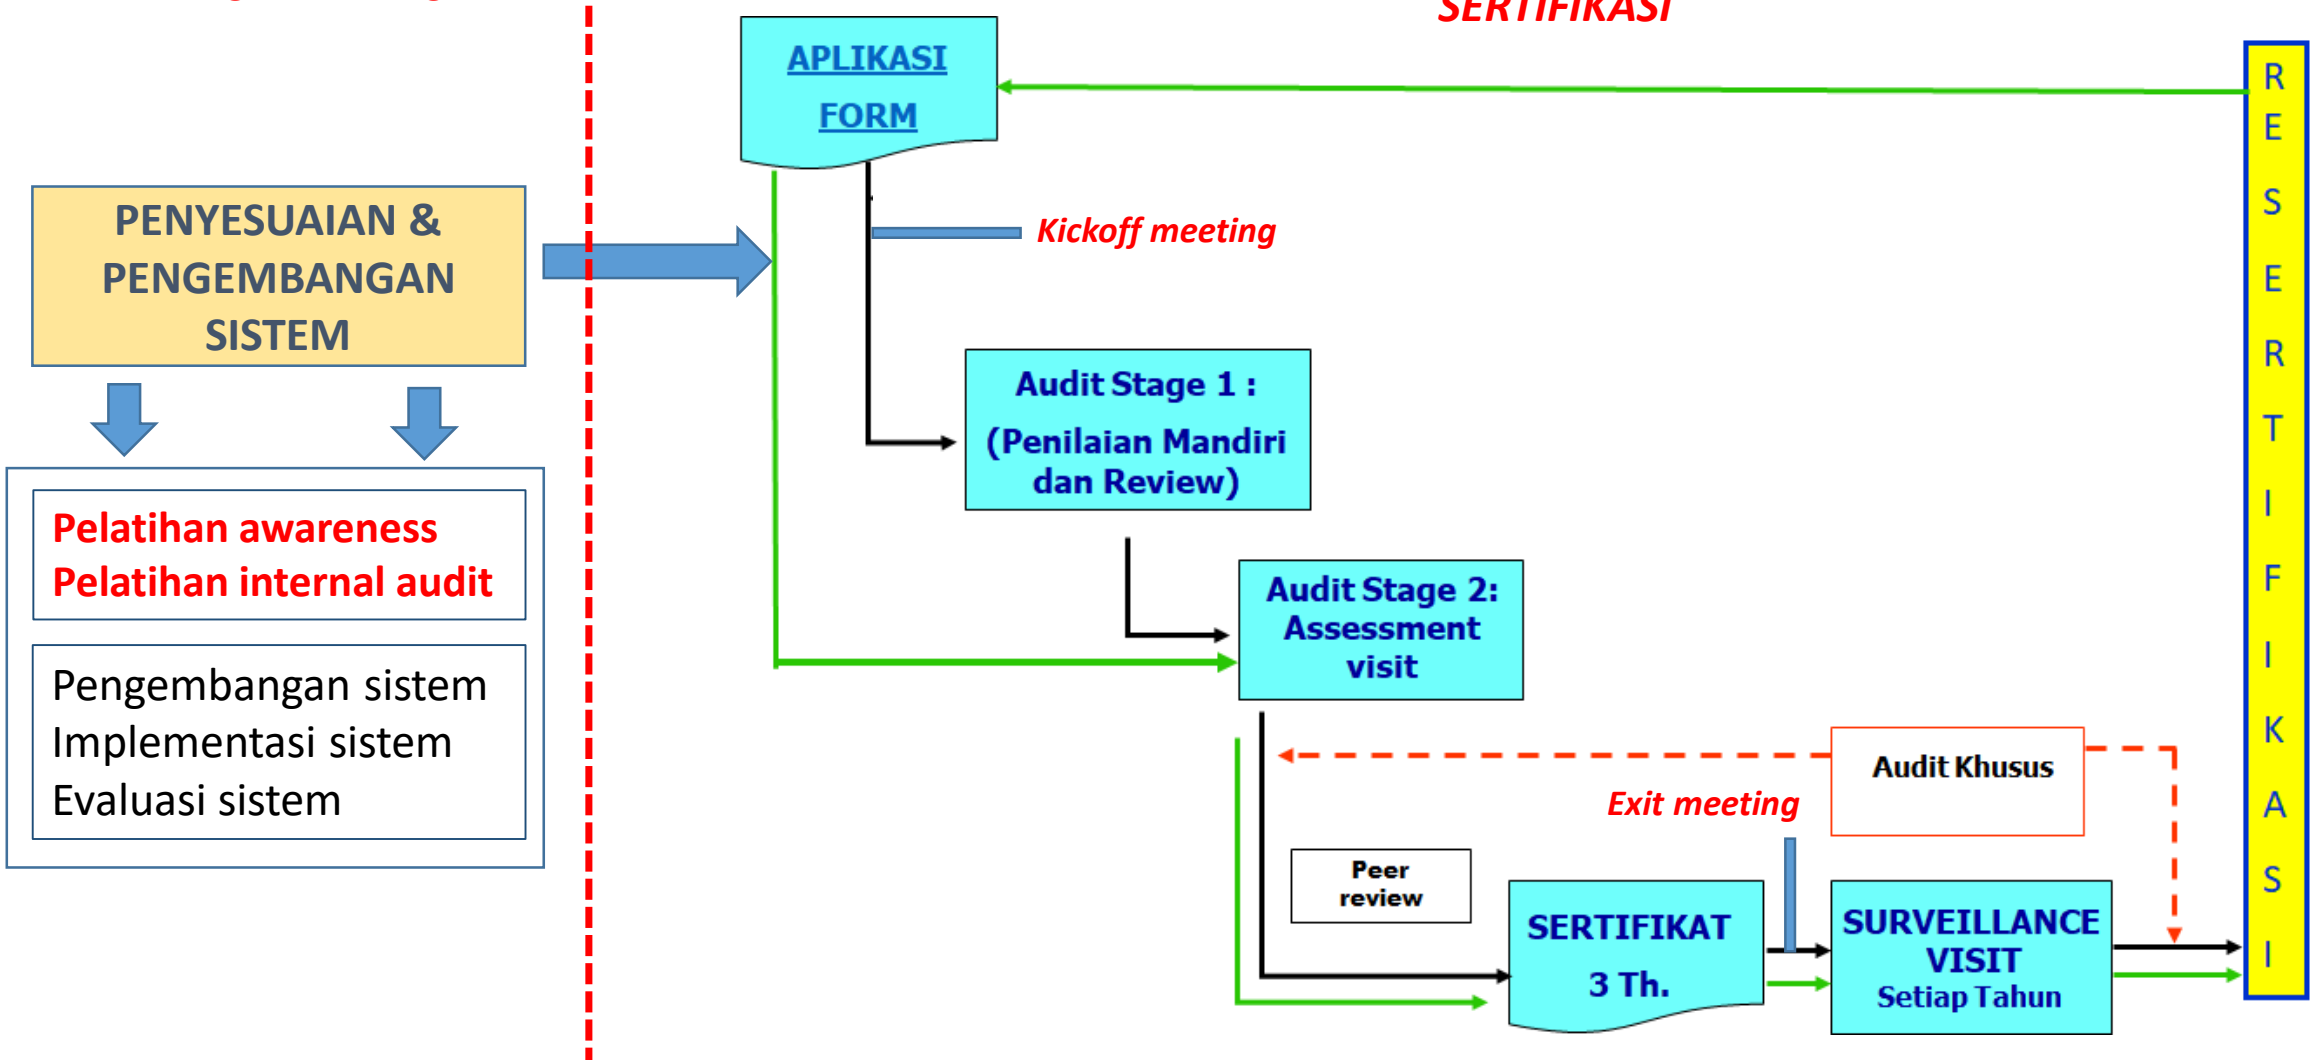 SERTIFIKASI
APLIKASI
FORM
PENYESUAIAN &
PENGEMBANGAN
SISTEM
Kickoff meeting
Pelatihan awareness
Pelatihan internal audit
Pengembangan sistem
Implementasi sistem
Evaluasi sistem
Audit Stage 1 :
(Penilaian Mandiri
dan Review)
Audit Stage 2:
Assessment
visit
Audit Khusus
Exit meeting
Peer
review
SERTIFIKAT
3 Th.
SURVEILLANCE
VISIT
Setiap Tahun
R
E
S
E
R
T
I
F
I
K
A
S
I